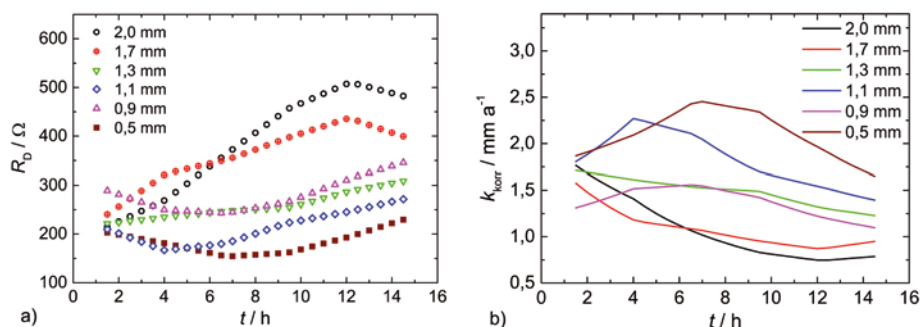 600
500
400
300
200
100
R_D / Ω
2,0 mm
1,7 mm
1,3 mm
1,1 mm
0,9 mm
0,5 mm
0 2 4 6 8 10 12 14 16
t / h
a)
3,0
2,5
2,0
1,5
1,0
0,5
k_korr / mm a⁻¹
2,0 mm
1,7 mm
1,3 mm
1,1 mm
0,9 mm
0,5 mm
0 2 4 6 8 10 12 14 16
t / h
b)